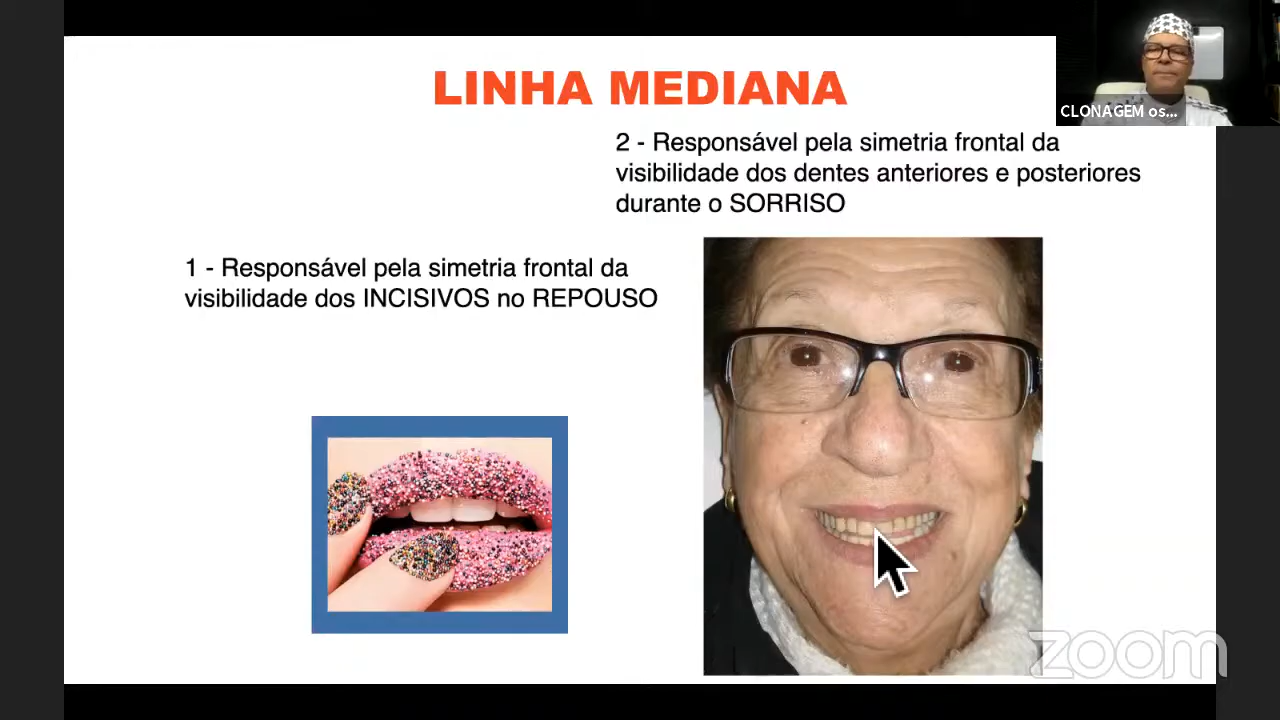 LINHA MEDIANA
CLONAGEM os...
2 - Responsável pela simetria frontal da
visibilidade dos dentes anteriores e posteriores
durante o SORRISO
1 - Responsável pela simetria frontal da
visibilidade dos INCISIVOS no REPOUSO
zoom